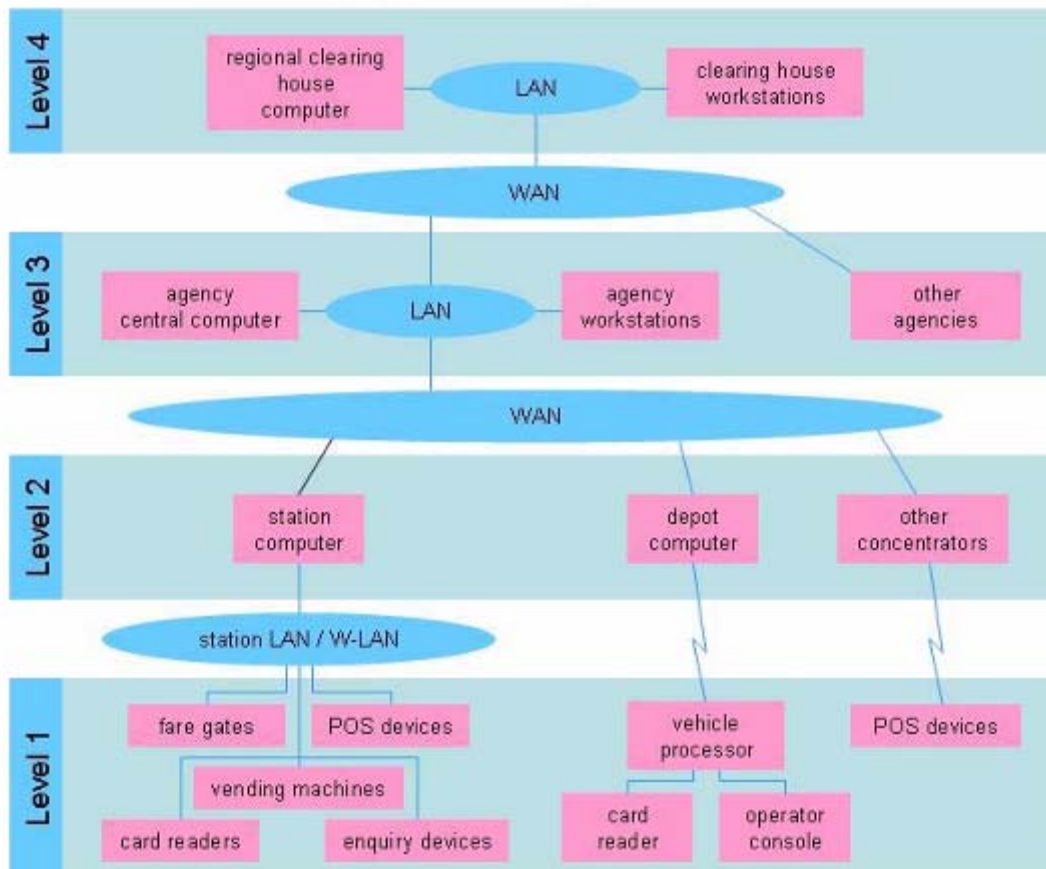 Level 4
regional clearing
house
computer
LAN
clearing house
workstations
WAN
Level 3
agency
central computer
LAN
agency
workstations
other
agencies
WAN
Level 2
station
computer
depot
computer
other
concentrators
station LAN / W-LAN
Level 1
fare gates
POS devices
vending machines
card readers
enquiry devices
vehicle
processor
card
reader
operator
console
POS devices